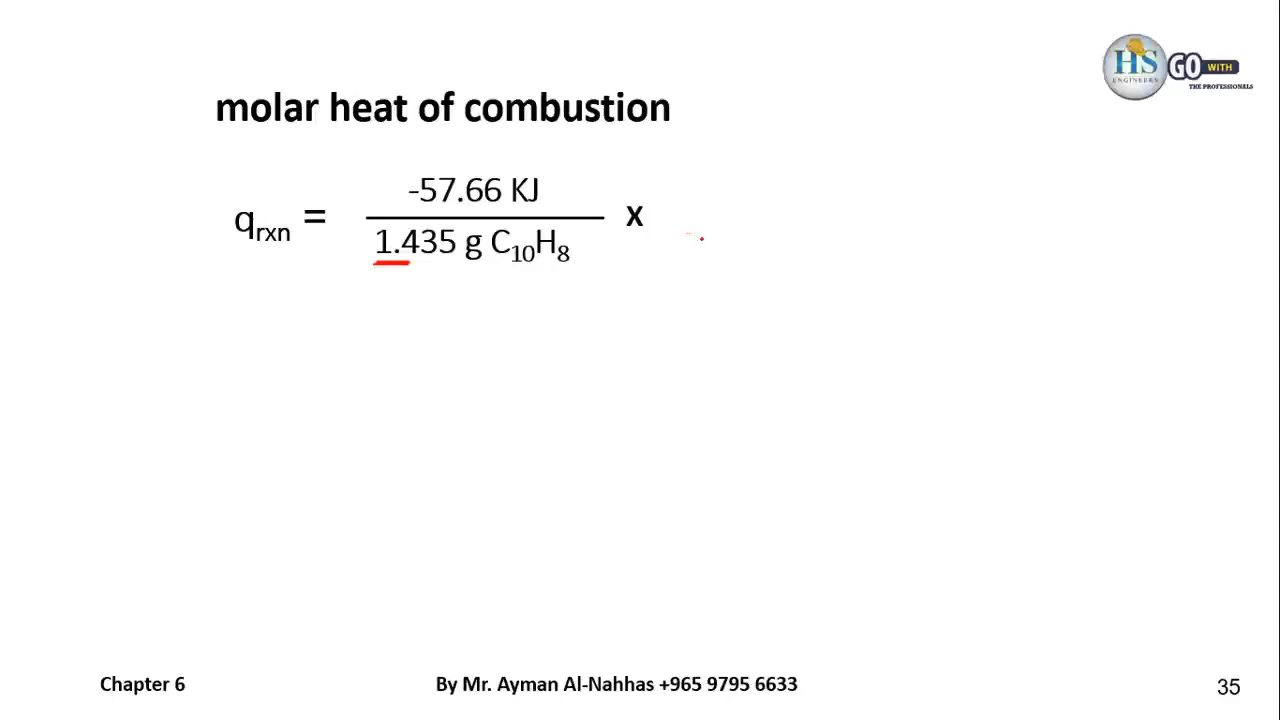 HS
ENGINEERS
GO WITH
THE PROFESSIONALS
molar heat of combustion
qrxn = -57.66 KJ
1.435 g C10H8
x
Chapter 6
By Mr. Ayman Al-Nahhas +965 9795 6633
35